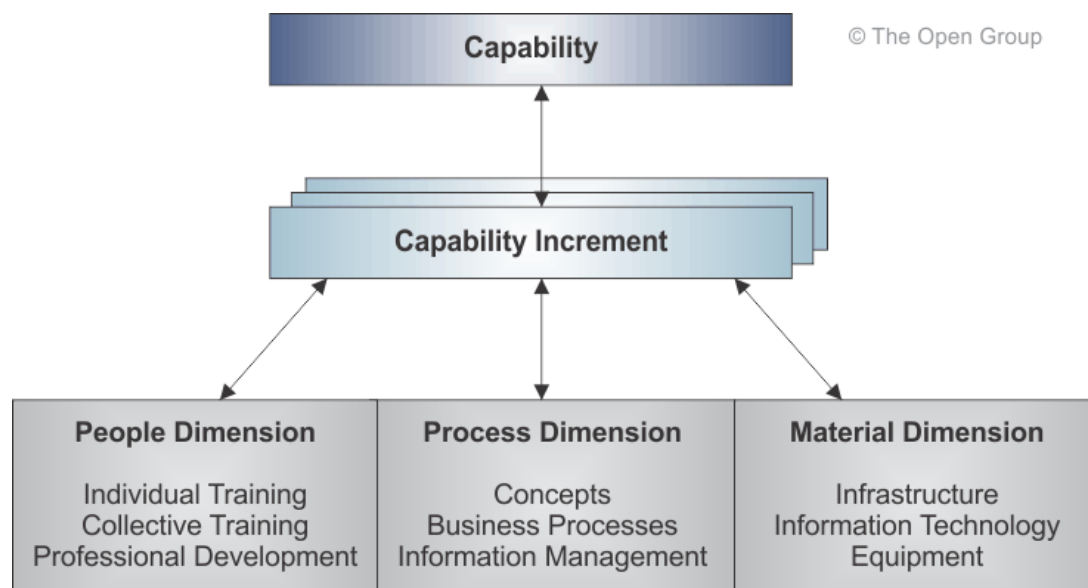 Capability
© The Open Group
Capability Increment
People Dimension
Individual Training
Collective Training
Professional Development
Process Dimension
Concepts
Business Processes
Information Management
Material Dimension
Infrastructure
Information Technology
Equipment